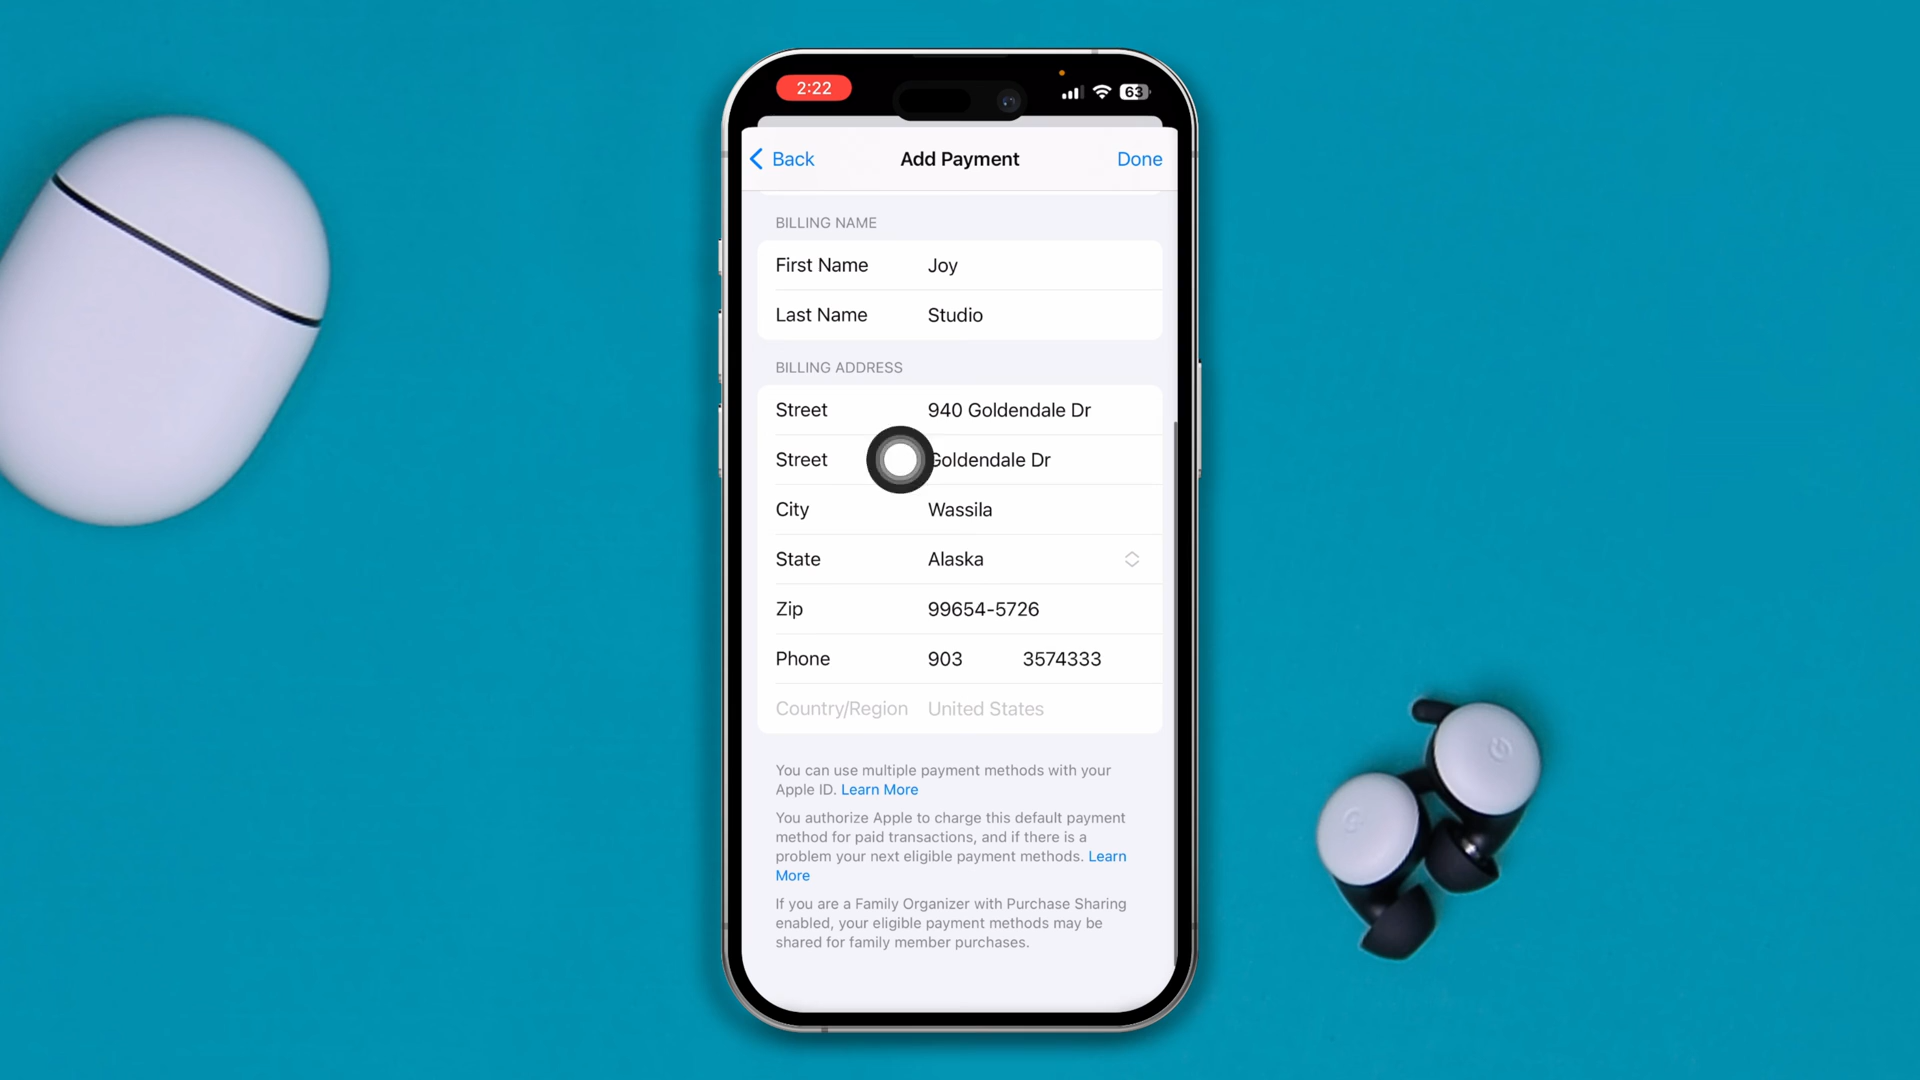 2:22
63
Back
Add Payment
Done
BILLING NAME
First Name Joy
Last Name Studio
BILLING ADDRESS
Street 940 Goldendale Dr
Street Goldendale Dr
City Wassila
State Alaska
Zip 99654-5726
Phone 903 3574333
Country/Region United States
You can use multiple payment methods with your
Apple ID. Learn More
You authorize Apple to charge this default payment
method for paid transactions, and if there is a
problem your next eligible payment methods. Learn
More
If you are a Family Organizer with Purchase Sharing
enabled, your eligible payment methods may be
shared for family member purchases.